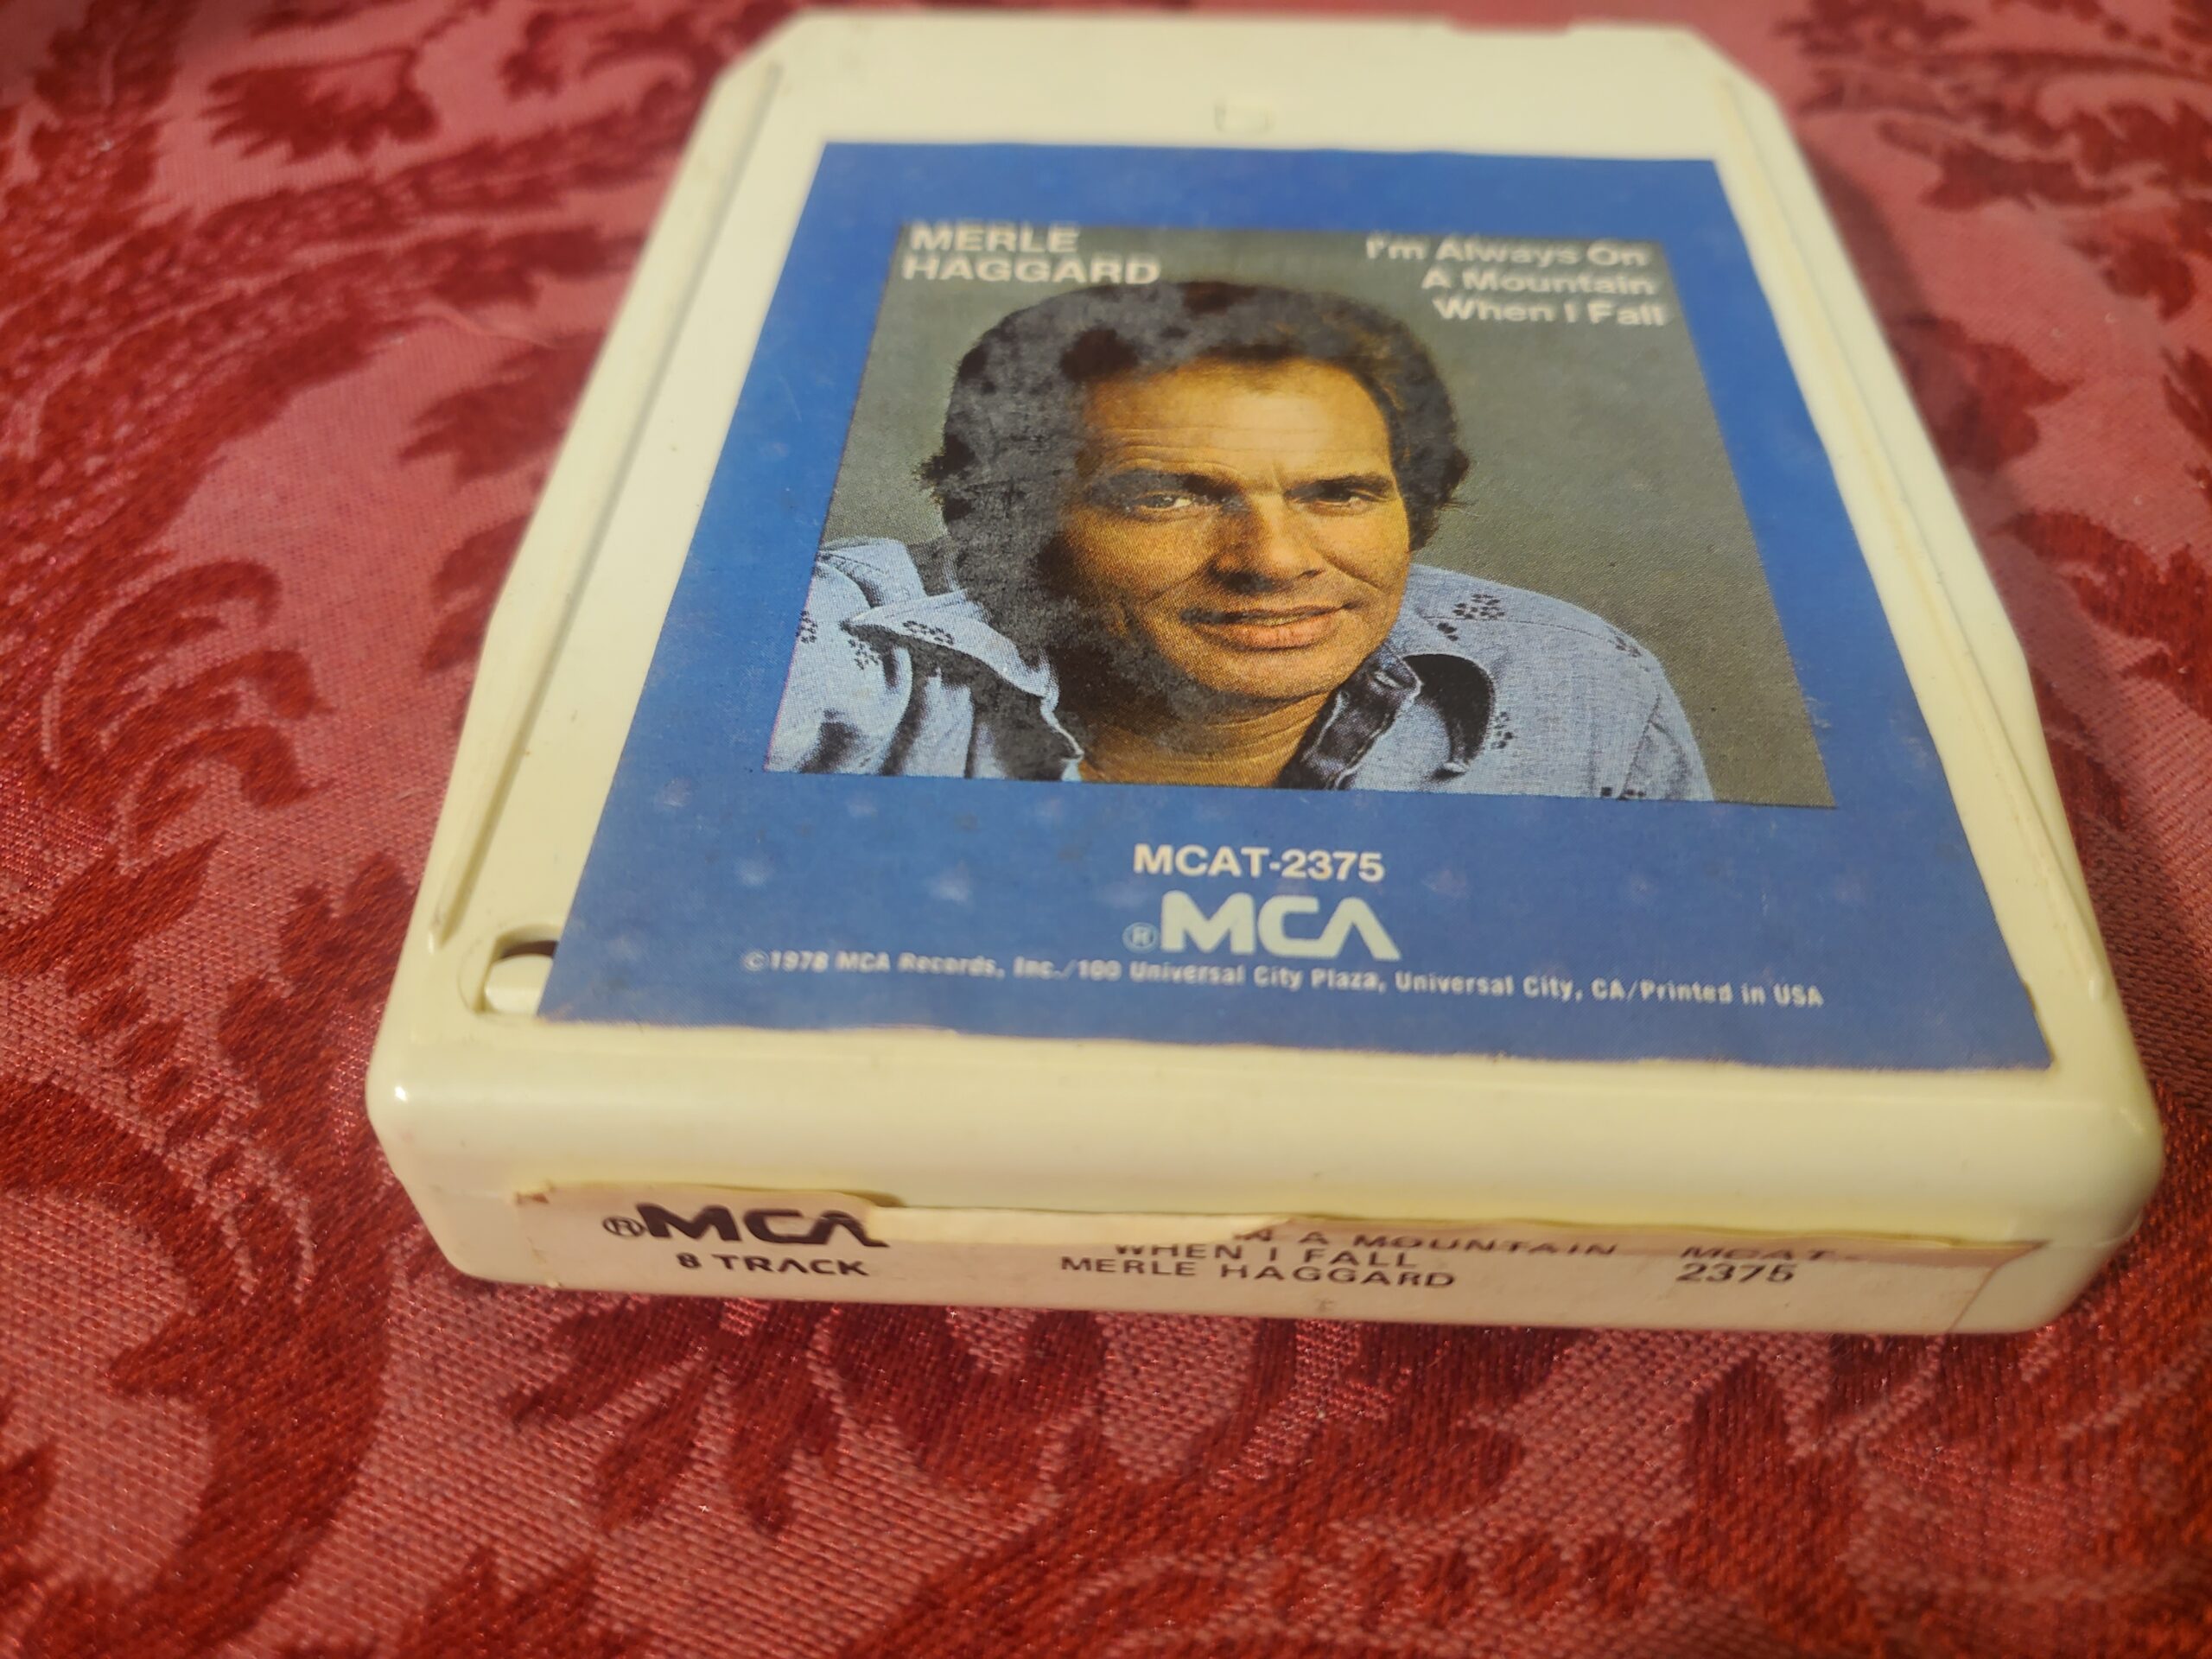 MERLE
HAGGARD
I'm Always On
A Mountain
When I Fall
MCAT-2375
®MCA
©1978 MCA Records, Inc./100 Universal City Plaza, Universal City, CA/Printed in USA
®MCA
8 TRACK
A MOUNTAIN
WHEN I FALL
MERLE HAGGARD
MCAT-
2375